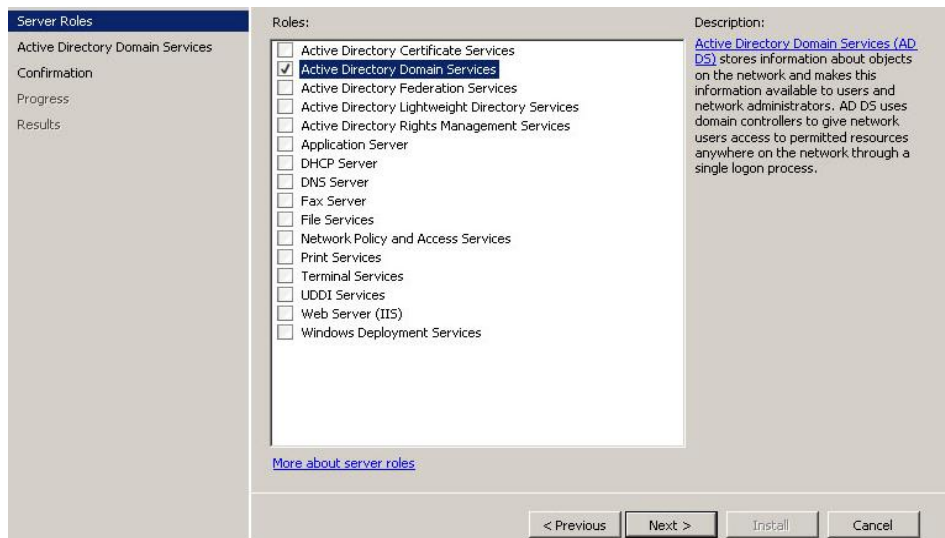 Server Roles
Active Directory Domain Services
Confirmation
Progress
Results
Roles:
Active Directory Certificate Services
Active Directory Domain Services
Active Directory Federation Services
Active Directory Lightweight Directory Services
Active Directory Rights Management Services
Application Server
DHCP Server
DNS Server
Fax Server
File Services
Network Policy and Access Services
Print Services
Terminal Services
UDDI Services
Web Server (IIS)
Windows Deployment Services
More about server roles
Description:
Active Directory Domain Services (AD
DS) stores information about objects
on the network and makes this
information available to users and
network administrators. AD DS uses
domain controllers to give network
users access to permitted resources
anywhere on the network through a
single logon process.
< Previous
Next >
Install
Cancel